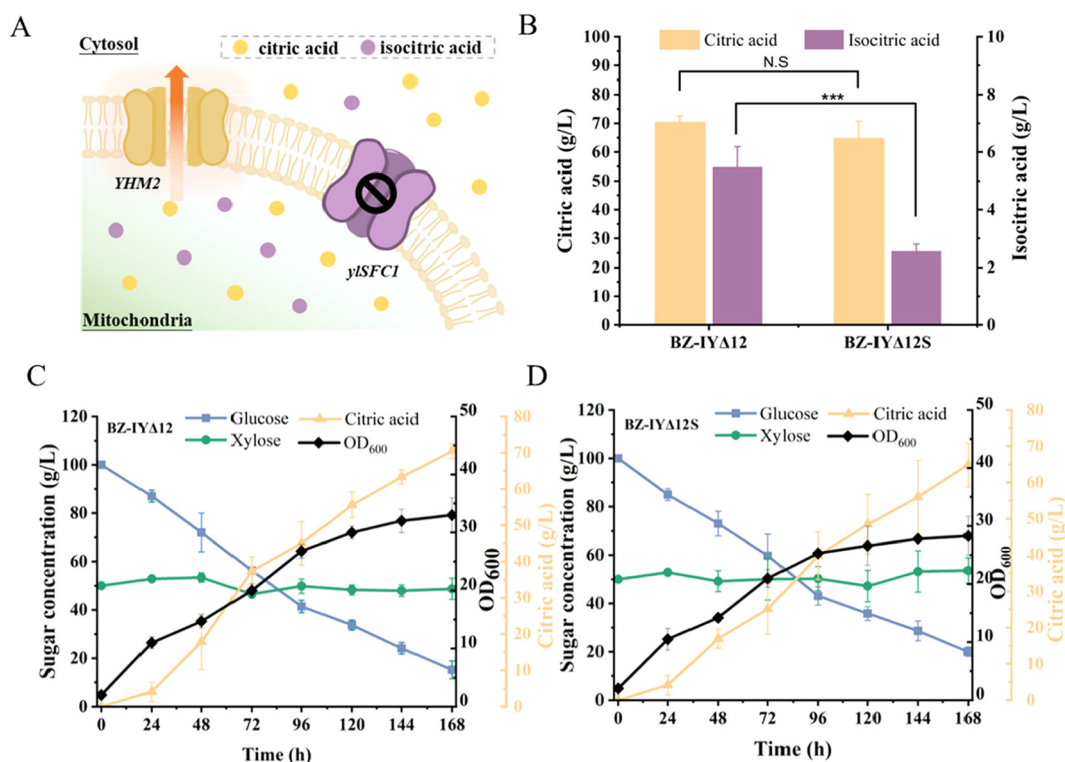 A
Cytosol
citric acid
isocitric acid
YHM2
ylSFC1
Mitochondria
B
Citric acid
Isocitric acid
N.S
***
Citric acid (g/L)
100
90
80
70
60
50
40
30
20
10
0
Isocitric acid (g/L)
10
8
6
4
2
0
BZ-IYΔ12
BZ-IYΔ12S
C
BZ-IYΔ12
Glucose
Citric acid
Xylose
OD600
Sugar concentration (g/L)
120
100
80
60
40
20
0
OD600
50
40
30
20
10
0
Citric acid (g/L)
80
70
60
50
40
30
20
10
0
0 24 48 72 96 120 144 168
Time (h)
D
BZ-IYΔ12S
Glucose
Citric acid
Xylose
OD600
Sugar concentration (g/L)
120
100
80
60
40
20
0
OD600
50
40
30
20
10
0
Citric acid (g/L)
80
70
60
50
40
30
20
10
0
0 24 48 72 96 120 144 168
Time (h)